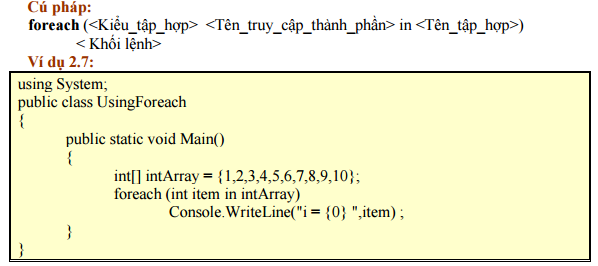 Cú pháp:
foreach (<Kiểu_tập_hợp> <Tên_truy_cập_thành_phần> in <Tên_tập_hợp>)
< Khối lệnh>
Ví dụ 2.7:
using System;
public class UsingForeach
{
public static void Main()
{
int[] intArray = {1,2,3,4,5,6,7,8,9,10};
foreach (int item in intArray)
Console.WriteLine("i = {0} ",item) ;
}
}